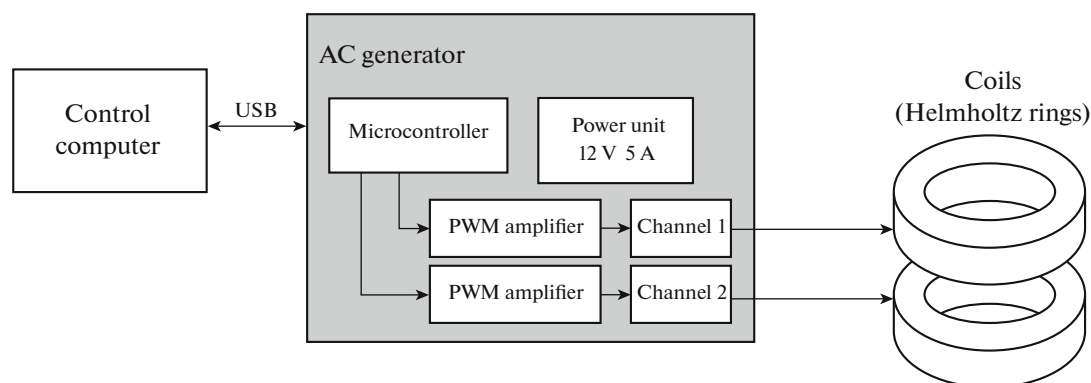 AC generator
Control
computer
USB
Microcontroller
Power unit
12 V 5 A
PWM amplifier
Channel 1
PWM amplifier
Channel 2
Coils
(Helmholtz rings)